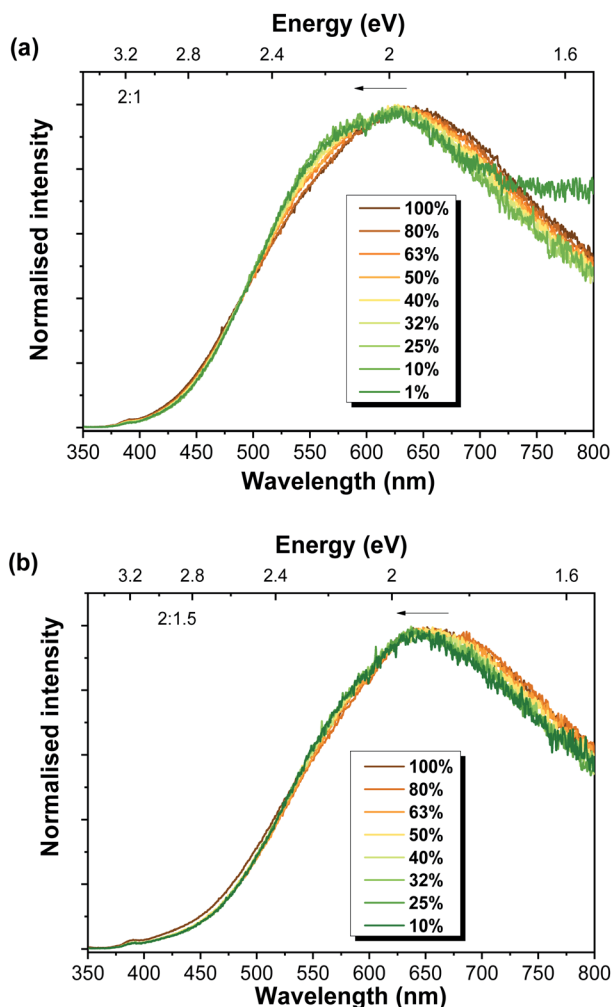 Energy (eV)
(a)
3.2 2.8 2.4 2 1.6
2:1
Normalised intensity
100%
80%
63%
50%
40%
32%
25%
10%
1%
350 400 450 500 550 600 650 700 750 800
Wavelength (nm)
Energy (eV)
(b)
3.2 2.8 2.4 2 1.6
2:1.5
Normalised intensity
100%
80%
63%
50%
40%
32%
25%
10%
350 400 450 500 550 600 650 700 750 800
Wavelength (nm)